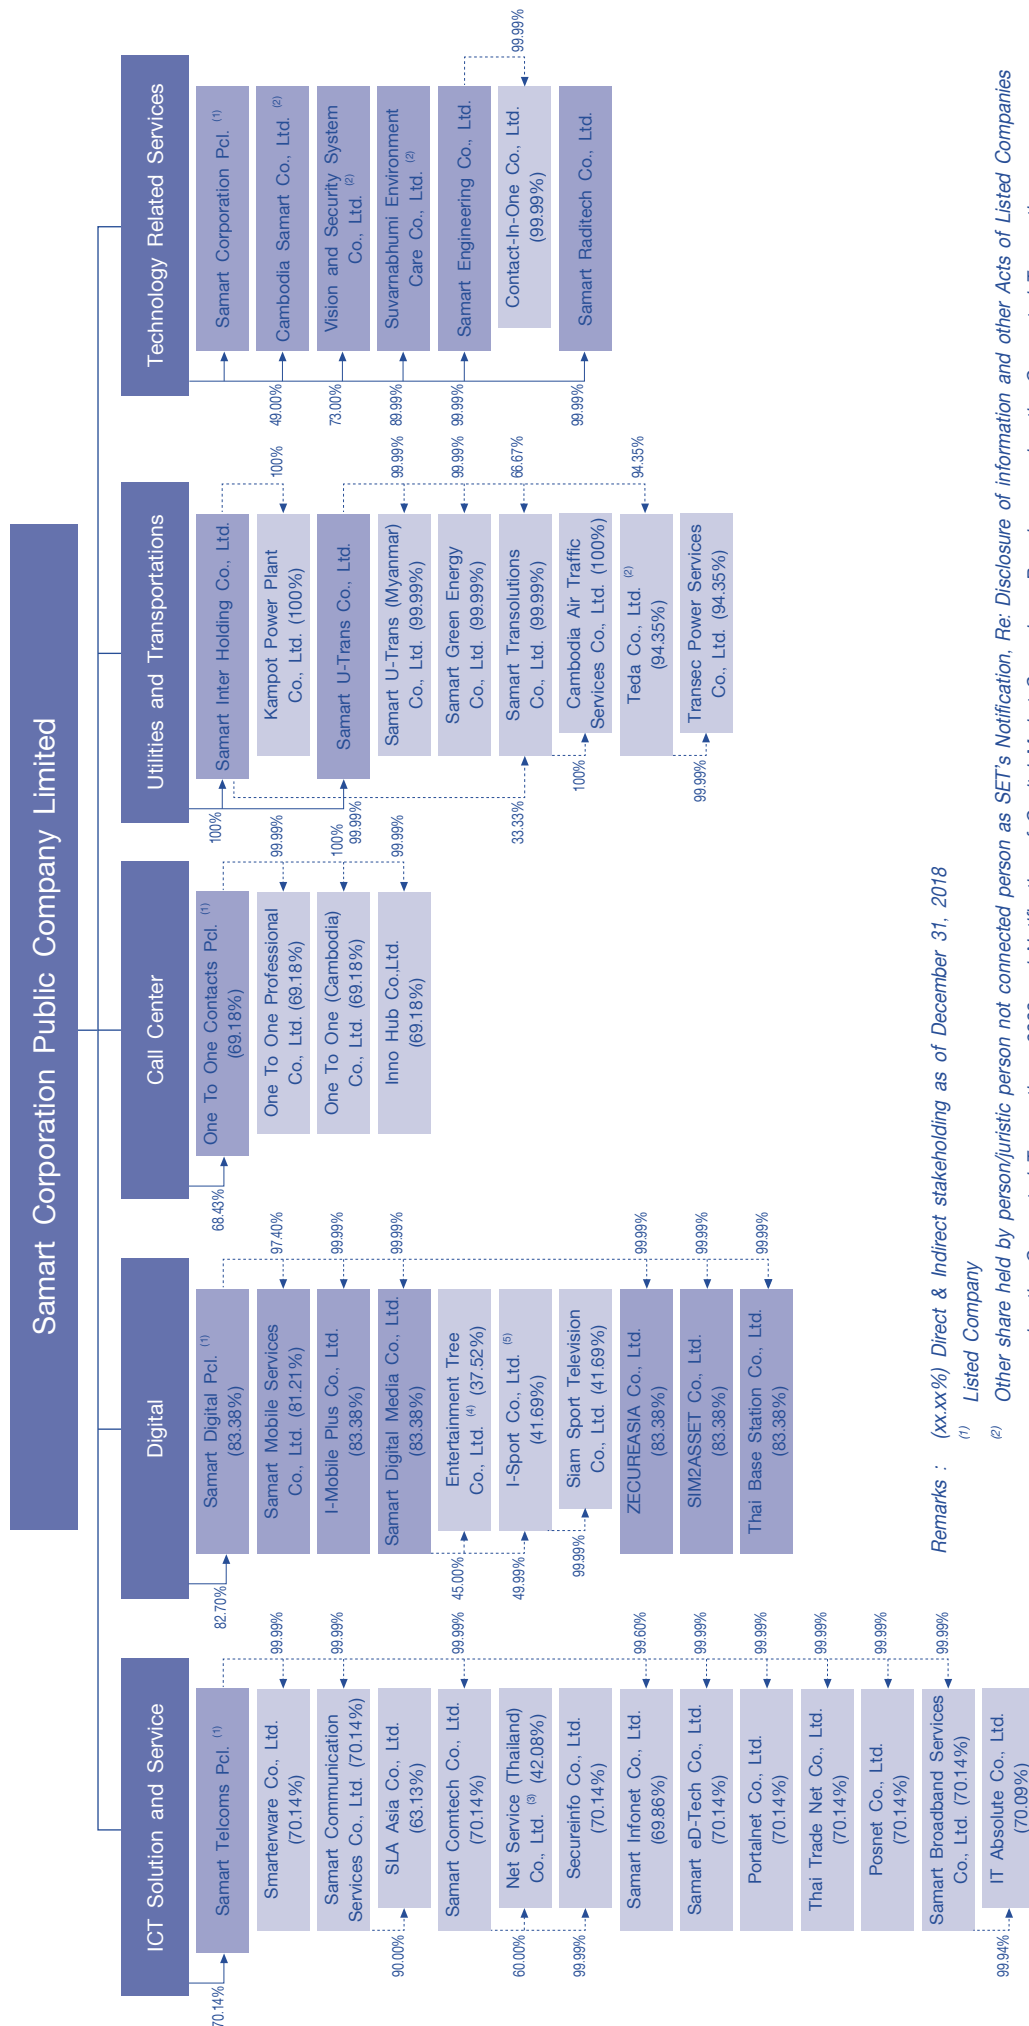 Samart Corporation Public Company Limited
ICT Solution and Service
70.14%
Samart Telcoms Pcl. (1)
Smarterware Co., Ltd.
(70.14%)
99.99%
Samart Communication
Services Co., Ltd. (70.14%)
99.99%
SLA Asia Co., Ltd.
(63.13%)
90.00%
Samart Comtech Co., Ltd.
(70.14%)
99.99%
Net Service (Thailand)
Co., Ltd. (3) (42.08%)
60.00%
Secureinfo Co., Ltd.
(70.14%)
99.99%
Samart Infonet Co., Ltd.
(69.86%)
99.60%
Samart eD-Tech Co., Ltd.
(70.14%)
99.99%
Portalnet Co., Ltd.
(70.14%)
99.99%
Thai Trade Net Co., Ltd.
(70.14%)
99.99%
Posnet Co., Ltd.
(70.14%)
99.99%
Samart Broadband Services
Co., Ltd. (70.14%)
99.99%
IT Absolute Co., Ltd.
(70.09%)
99.94%
Digital
82.70%
Samart Digital Pcl. (1)
(83.38%)
Samart Mobile Services
Co., Ltd. (81.21%)
97.40%
I-Mobile Plus Co., Ltd.
(83.38%)
99.99%
Samart Digital Media Co., Ltd.
(83.38%)
99.99%
Entertainment Tree
Co., Ltd. (4) (37.52%)
45.00%
I-Sport Co., Ltd. (5)
(41.69%)
49.99%
Siam Sport Television
Co., Ltd. (41.69%)
99.99%
ZECUREASIA Co., Ltd.
(83.38%)
99.99%
SIM2ASSET Co., Ltd.
(83.38%)
99.99%
Thai Base Station Co., Ltd.
(83.38%)
99.99%
Call Center
68.43%
One To One Contacts Pcl. (1)
(69.18%)
One To One Professional
Co., Ltd. (69.18%)
99.99%
One To One (Cambodia)
Co., Ltd. (69.18%)
100%
Inno Hub Co.,Ltd.
(69.18%)
99.99%
Utilities and Transportations
100%
Samart Inter Holding Co., Ltd.
Kampot Power Plant
Co., Ltd. (100%)
100%
99.99%
Samart U-Trans Co., Ltd.
Samart U-Trans (Myanmar)
Co., Ltd. (99.99%)
99.99%
Samart Green Energy
Co., Ltd. (99.99%)
99.99%
33.33%
Samart Transolutions
Co., Ltd. (99.99%)
66.67%
Cambodia Air Traffic
Services Co., Ltd. (100%)
100%
Teda Co., Ltd. (2)
(94.35%)
94.35%
Transec Power Services
Co., Ltd. (94.35%)
99.99%
Technology Related Services
Samart Corporation Pcl. (1)
49.00%
Cambodia Samart Co., Ltd. (2)
73.00%
Vision and Security System
Co., Ltd. (2)
89.99%
Suvarnabhumi Environment
Care Co., Ltd. (2)
99.99%
Samart Engineering Co., Ltd.
Contact-In-One Co., Ltd.
(99.99%)
99.99%
99.99%
Samart Raditech Co., Ltd.
Remarks : (xx.xx%) Direct & Indirect stakeholding as of December 31, 2018
(1) Listed Company
(2) Other share held by person/juristic person not connected person as SET's Notification, Re: Disclosure of information and other Acts of Listed Companies